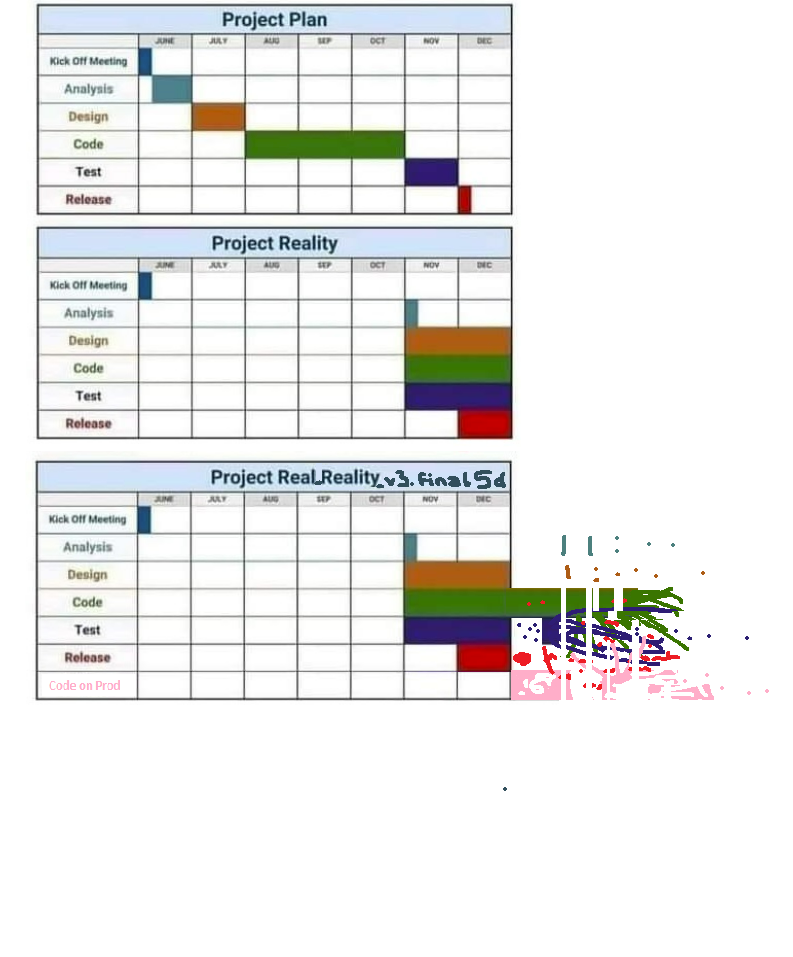 Project Plan
JUNE JULY AUG SEP OCT NOV DEC
Kick Off Meeting
Analysis
Design
Code
Test
Release
Project Reality
JUNE JULY AUG SEP OCT NOV DEC
Kick Off Meeting
Analysis
Design
Code
Test
Release
Project Real_Reality_v3.final5d
JUNE JULY AUG SEP OCT NOV DEC
Kick Off Meeting
Analysis
Design
Code
Test
Release
Code on Prod